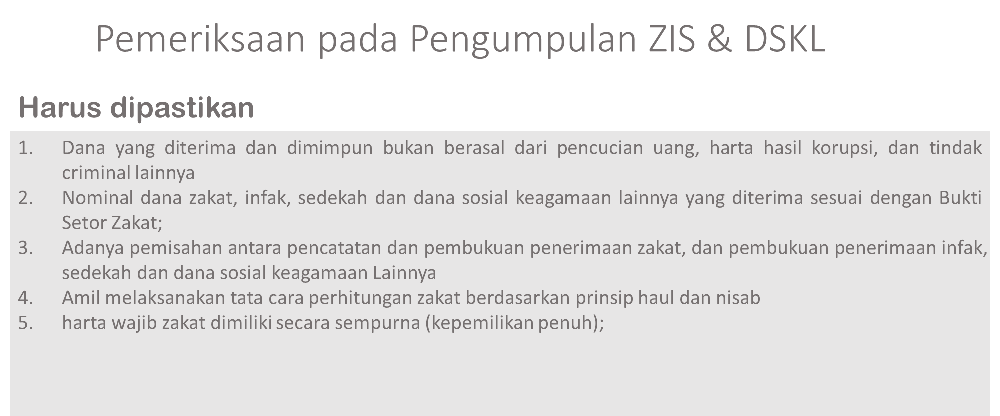 Pemeriksaan pada Pengumpulan ZIS & DSKL
Harus dipastikan
1. Dana yang diterima dan dimimpun bukan berasal dari pencucian uang, harta hasil korupsi, dan tindak
criminal lainnya
2. Nominal dana zakat, infak, sedekah dan dana sosial keagamaan lainnya yang diterima sesuai dengan Bukti
Setor Zakat;
3. Adanya pemisahan antara pencatatan dan pembukuan penerimaan zakat, dan pembukuan penerimaan infak,
sedekah dan dana sosial keagamaan Lainnya
4. Amil melaksanakan tata cara perhitungan zakat berdasarkan prinsip haul dan nisab
5. harta wajib zakat dimiliki secara sempurna (kepemilikan penuh);